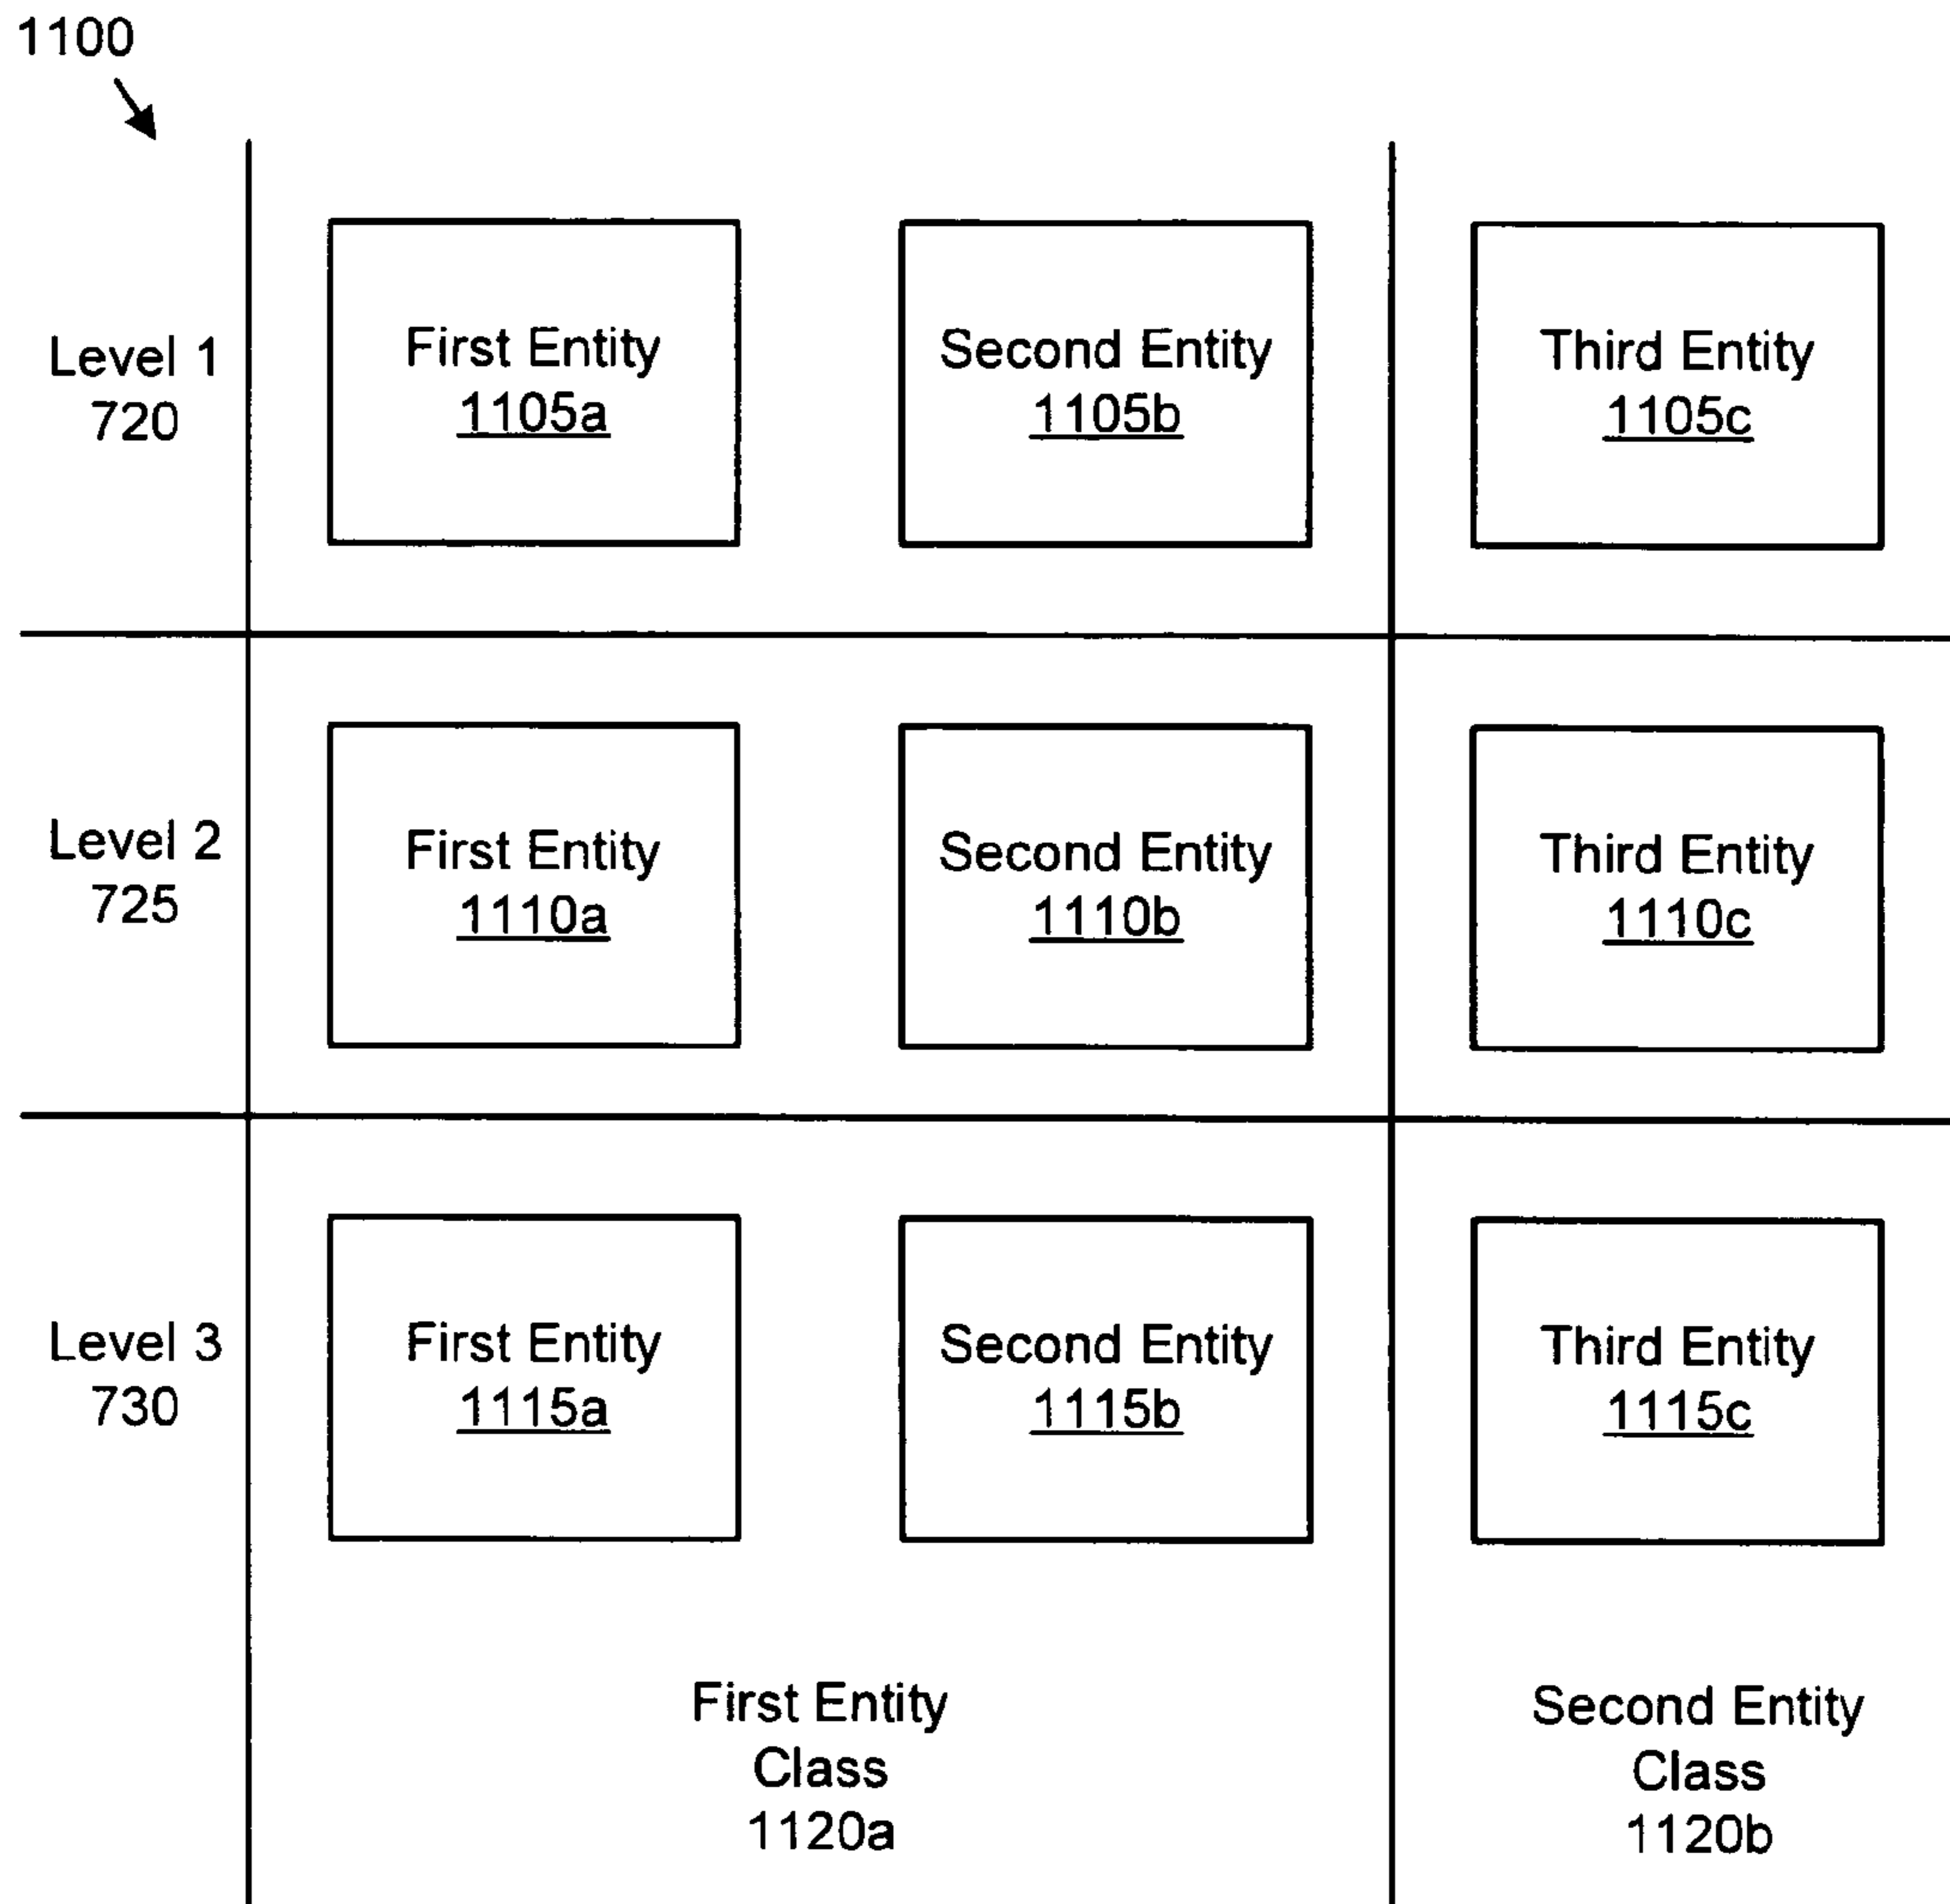 1100
Level 1
720
First Entity
1105a
Second Entity
1105b
Third Entity
1105c
Level 2
725
First Entity
1110a
Second Entity
1110b
Third Entity
1110c
Level 3
730
First Entity
1115a
Second Entity
1115b
Third Entity
1115c
First Entity
Class
1120a
Second Entity
Class
1120b